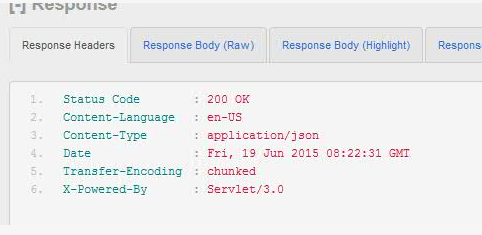 [-] Response
Response Headers Response Body (Raw) Response Body (Highlight) Respons
1. Status Code : 200 OK
2. Content-Language : en-US
3. Content-Type : application/json
4. Date : Fri, 19 Jun 2015 08:22:31 GMT
5. Transfer-Encoding : chunked
6. X-Powered-By : Servlet/3.0